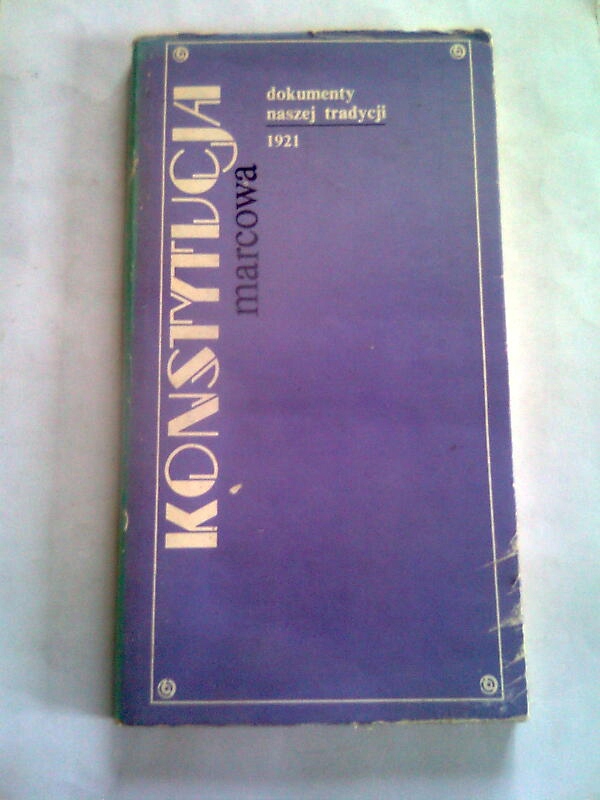 KONSTYTUCJA
marcowa
dokumenty
naszej tradycji
1921